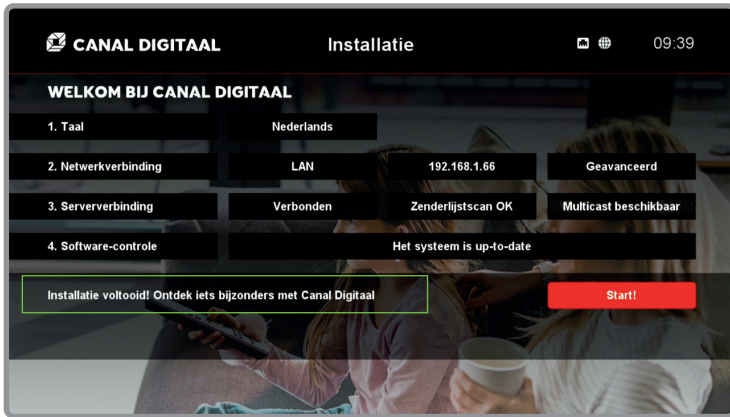 CANAL DIGITAAL Installatie 09:39
WELKOM BIJ CANAL DIGITAAL
1. Taal Nederlands
2. Netwerkverbinding LAN 192.168.1.66 Geavanceerd
3. Serververbinding Verbonden Zenderlijstscan OK Multicast beschikbaar
4. Software-controle Het systeem is up-to-date
Installatie voltooid! Ontdek iets bijzonders met Canal Digitaal Start!